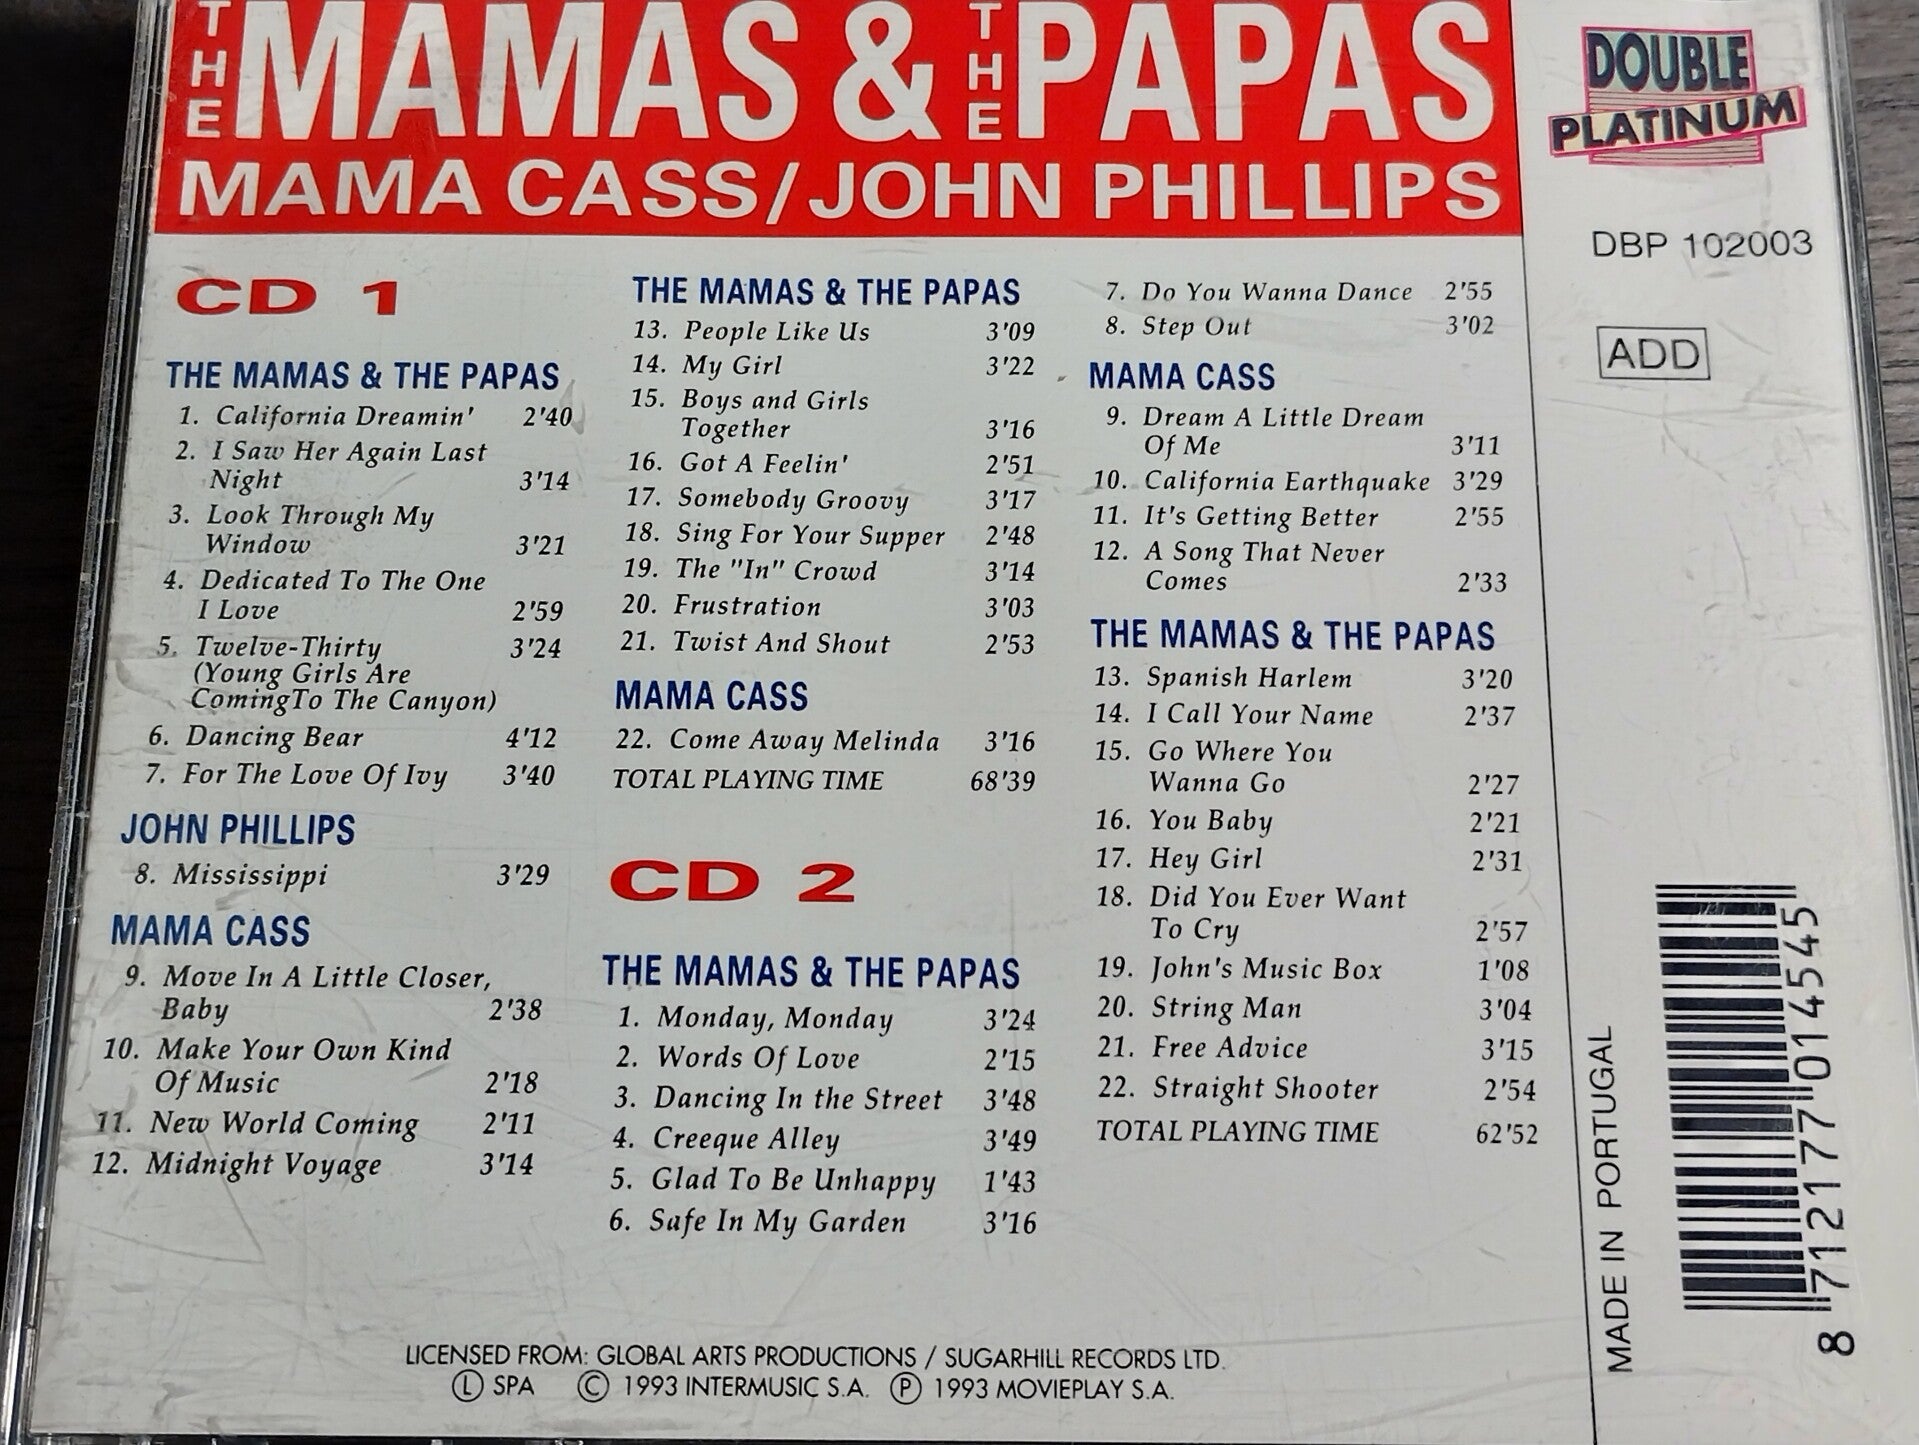 THE MAMAS & THE PAPAS
MAMA CASS/JOHN PHILLIPS
CD 1
THE MAMAS & THE PAPAS
1. California Dreamin' 2'40
2. I Saw Her Again Last
Night 3'14
3. Look Through My
Window 3'21
4. Dedicated To The One
I Love 2'59
5. Twelve-Thirty 3'24
(Young Girls Are
ComingTo The Canyon)
6. Dancing Bear 4'12
7. For The Love Of Ivy 3'40
JOHN PHILLIPS
8. Mississippi 3'29
MAMA CASS
9. Move In A Little Closer,
Baby 2'38
10. Make Your Own Kind
Of Music 2'18
11. New World Coming 2'11
12. Midnight Voyage 3'14
THE MAMAS & THE PAPAS
13. People Like Us 3'09
14. My Girl 3'22
15. Boys and Girls
Together 3'16
16. Got A Feelin' 2'51
17. Somebody Groovy 3'17
18. Sing For Your Supper 2'48
19. The "In" Crowd 3'14
20. Frustration 3'03
21. Twist And Shout 2'53
MAMA CASS
22. Come Away Melinda 3'16
TOTAL PLAYING TIME 68'39
CD 2
THE MAMAS & THE PAPAS
1. Monday, Monday 3'24
2. Words Of Love 2'15
3. Dancing In the Street 3'48
4. Creeque Alley 3'49
5. Glad To Be Unhappy 1'43
6. Safe In My Garden 3'16
7. Do You Wanna Dance 2'55
8. Step Out 3'02
MAMA CASS
9. Dream A Little Dream
Of Me 3'11
10. California Earthquake 3'29
11. It's Getting Better 2'55
12. A Song That Never
Comes 2'33
THE MAMAS & THE PAPAS
13. Spanish Harlem 3'20
14. I Call Your Name 2'37
15. Go Where You
Wanna Go 2'27
16. You Baby 2'21
17. Hey Girl 2'31
18. Did You Ever Want
To Cry 2'57
19. John's Music Box 1'08
20. String Man 3'04
21. Free Advice 3'15
22. Straight Shooter 2'54
TOTAL PLAYING TIME 62'52
LICENSED FROM: GLOBAL ARTS PRODUCTIONS / SUGARHILL RECORDS LTD.
Ⓛ SPA © 1993 INTERMUSIC S.A. ℗ 1993 MOVIEPLAY S.A.
DOUBLE
PLATINUM
DBP 102003
ADD
MADE IN PORTUGAL
8 712177 014545